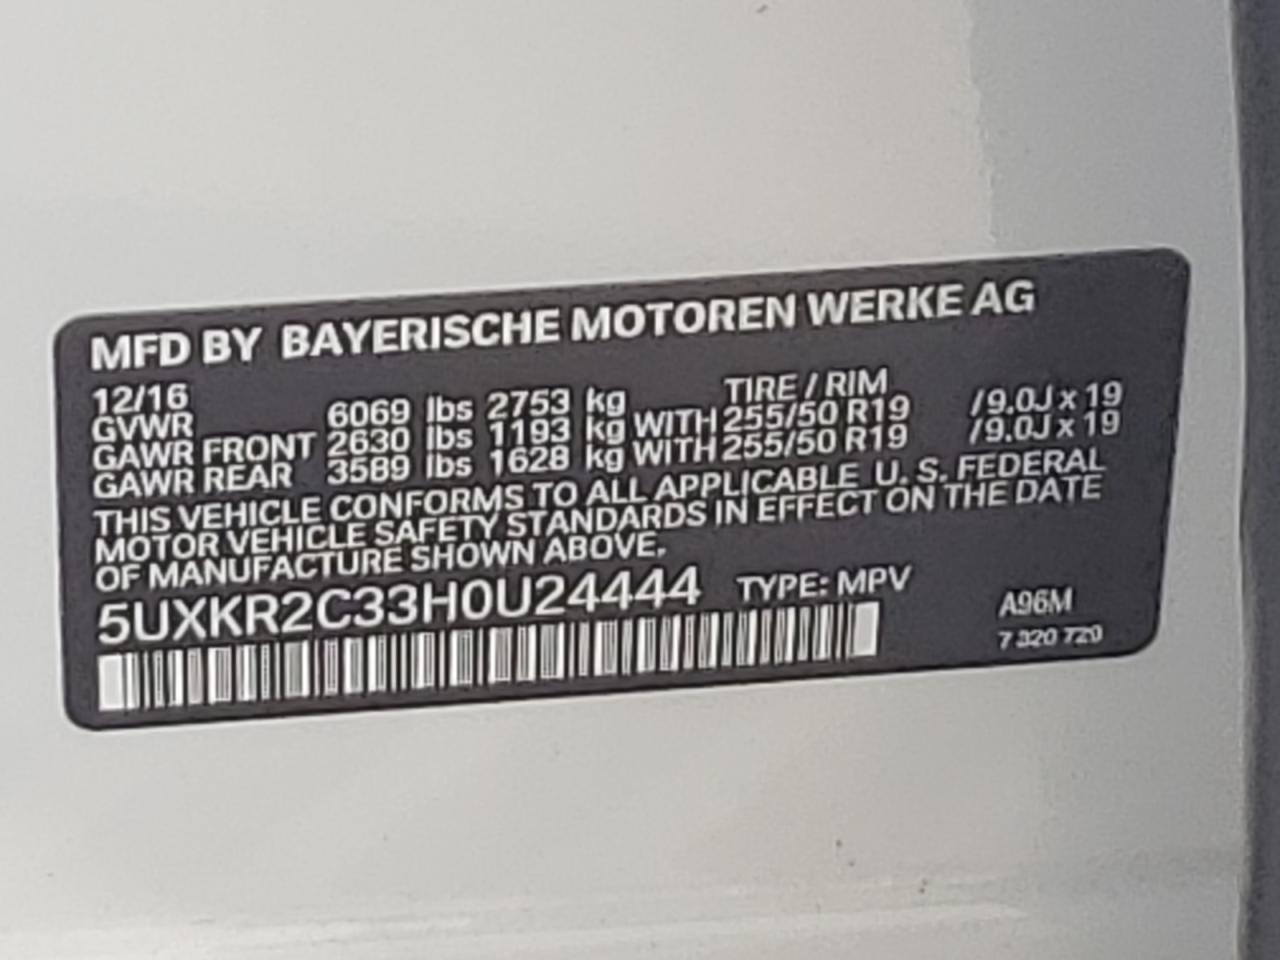 MFD BY BAYERISCHE MOTOREN WERKE AG
12/16 TIRE / RIM
GVWR 6069 lbs 2753 kg
GAWR FRONT 2630 lbs 1193 kg WITH 255/50 R19 /9.0J x 19
GAWR REAR 3589 lbs 1628 kg WITH 255/50 R19 /9.0J x 19
THIS VEHICLE CONFORMS TO ALL APPLICABLE U. S. FEDERAL
MOTOR VEHICLE SAFETY STANDARDS IN EFFECT ON THE DATE
OF MANUFACTURE SHOWN ABOVE.
5UXKR2C33H0U24444 TYPE: MPV
A96M
7 320 720